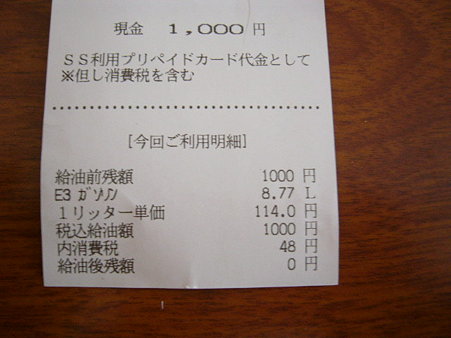 現金 1,000 円
SS利用プリペイドカード代金として
※但し消費税を含む
[今回ご利用明細]
給油前残額 1000 円
E3 ガソリン 8.77 L
1リッター単価 114.0 円
税込給油額 1000 円
内消費税 48 円
給油後残額 0 円